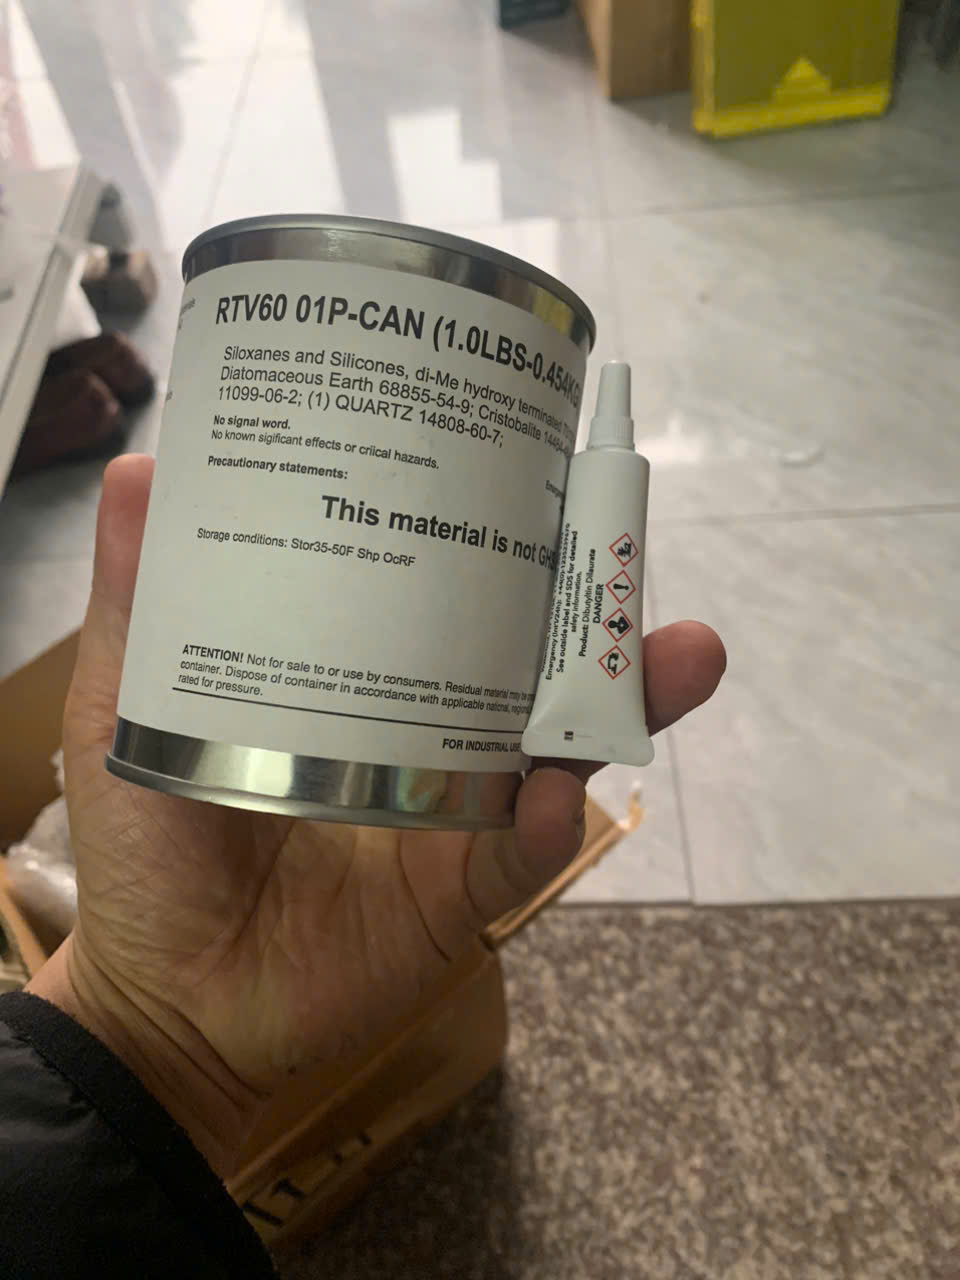 RTV60 01P-CAN (1.0LBS-0.454KG
Siloxanes and Silicones, di-Me hydroxy terminated
Diatomaceous Earth 68855-54-9; Cristobalite
11099-06-2; (1) QUARTZ 14808-60-7;
No signal word.
No known sigificant effects or criical hazards.
Precautionary statements:
This material is not GHS
Storage conditions: Stor35-50F Shp OcRF
ATTENTION! Not for sale to or use by consumers. Residual material may be
container. Dispose of container in accordance with applicable national,
rated for pressure.
FOR INDUSTRIAL USE
See outside label and SDS for detailed
safety information.
Product: Dibutyltin Dilaurate
DANGER